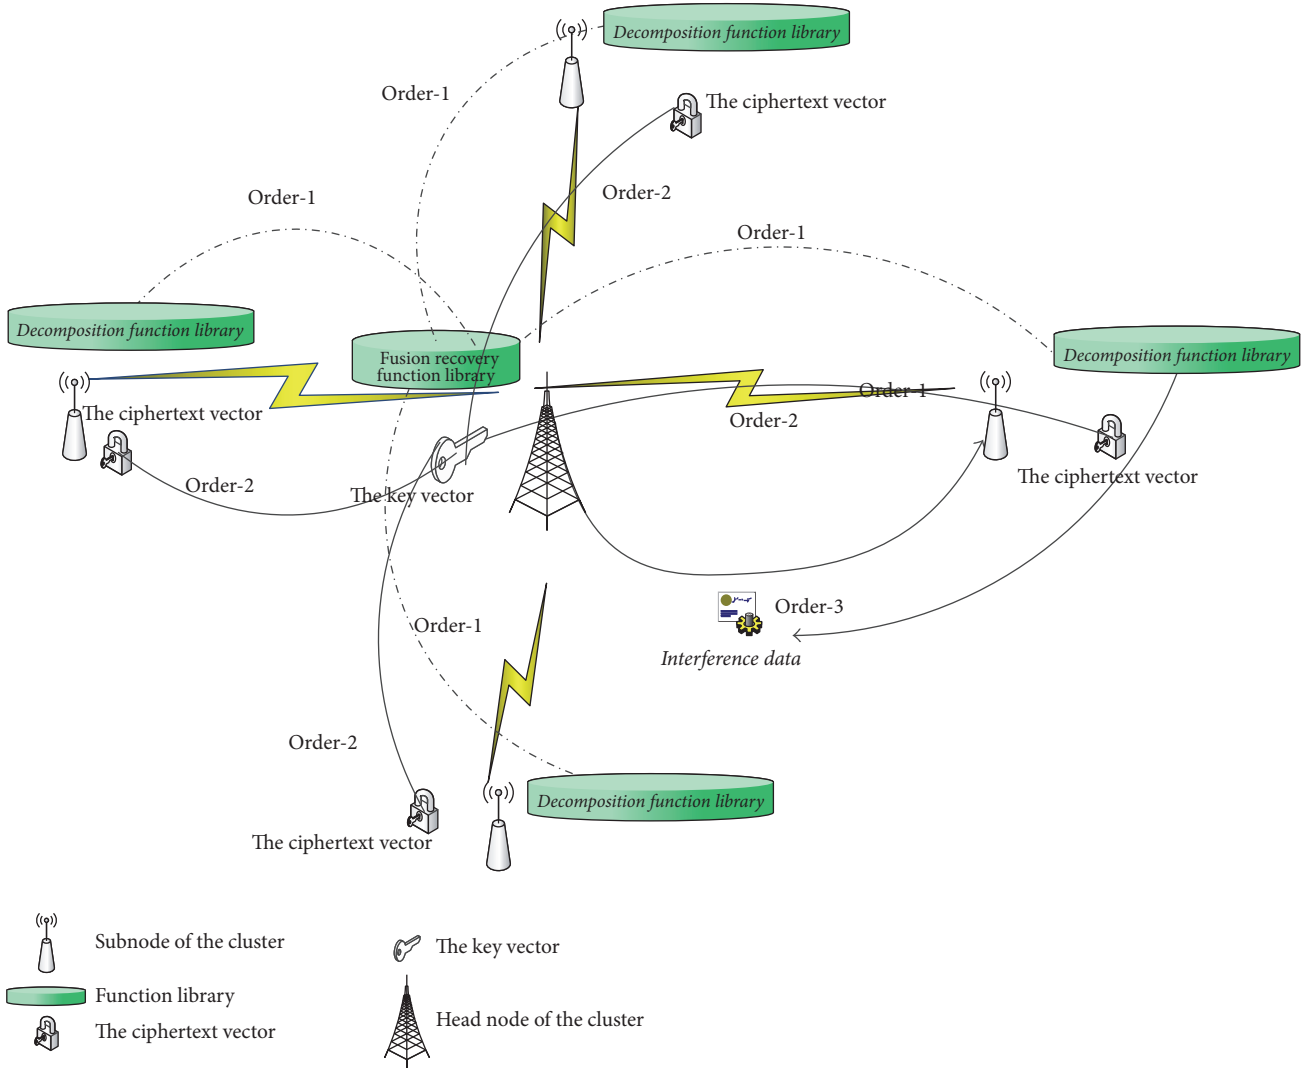 Decomposition function library
Order-1
The ciphertext vector
Order-2
Order-1
Order-1
Decomposition function library
Fusion recovery
function library
Decomposition function library
Order-1
The ciphertext vector
Order-2
The ciphertext vector
Order-2
The key vector
Order-3
Order-1
Interference data
Order-2
Decomposition function library
The ciphertext vector
Subnode of the cluster
The key vector
Function library
Head node of the cluster
The ciphertext vector